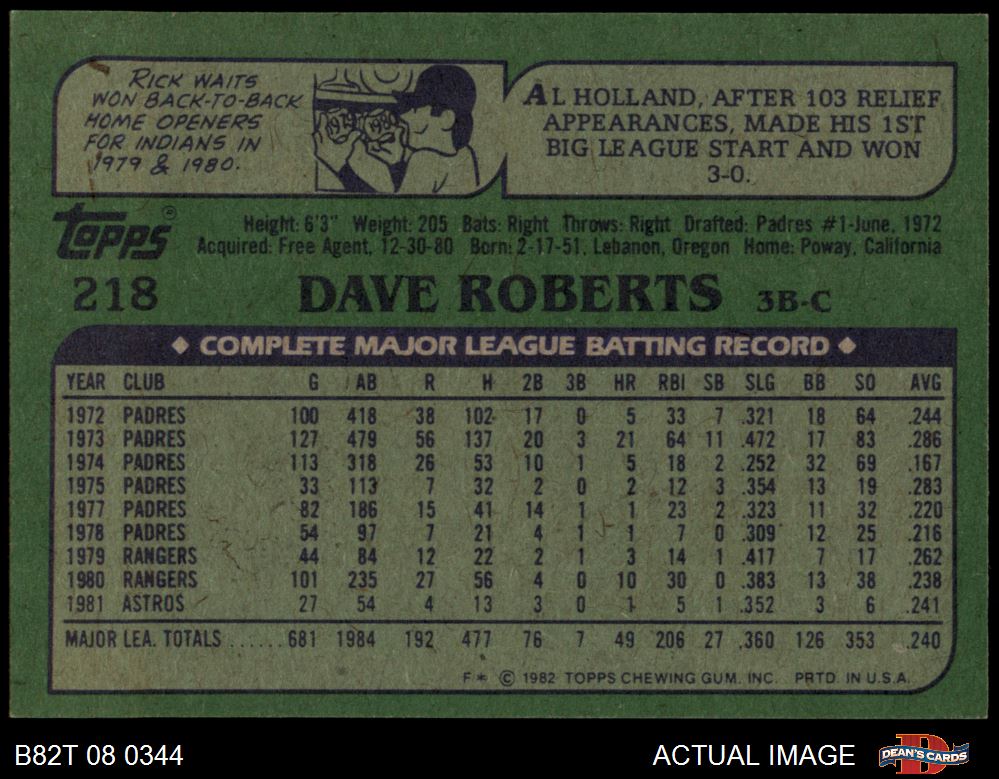 RICK WAITS
WON BACK-TO-BACK
HOME OPENERS
FOR INDIANS IN
1979 & 1980.
1979 1980
AL HOLLAND, AFTER 103 RELIEF
APPEARANCES, MADE HIS 1ST
BIG LEAGUE START AND WON
3-0.
topps®
Height: 6'3" Weight: 205 Bats: Right Throws: Right Drafted: Padres #1-June, 1972
Acquired: Free Agent, 12-30-80 Born: 2-17-51, Lebanon, Oregon Home: Poway, California
218 DAVE ROBERTS 3B-C
◆ COMPLETE MAJOR LEAGUE BATTING RECORD ◆
YEAR CLUB G AB R H 2B 3B HR RBI SB SLG BB SO AVG
1972 PADRES 100 418 38 102 17 0 5 33 7 .321 18 64 .244
1973 PADRES 127 479 56 137 20 3 21 64 11 .472 17 83 .286
1974 PADRES 113 318 26 53 10 1 5 18 2 .252 32 69 .167
1975 PADRES 33 113 7 32 2 0 2 12 3 .354 13 19 .283
1977 PADRES 82 186 15 41 14 1 1 23 2 .323 11 32 .220
1978 PADRES 54 97 7 21 4 1 1 7 0 .309 12 25 .216
1979 RANGERS 44 84 12 22 2 1 3 14 1 .417 7 17 .262
1980 RANGERS 101 235 27 56 4 0 10 30 0 .383 13 38 .238
1981 ASTROS 27 54 4 13 3 0 1 5 1 .352 3 6 .241
MAJOR LEA. TOTALS ...... 681 1984 192 477 76 7 49 206 27 .360 126 353 .240
F* © 1982 TOPPS CHEWING GUM, INC. PRTD. IN U.S.A.
B82T 08 0344 ACTUAL IMAGE DEAN'S CARDS